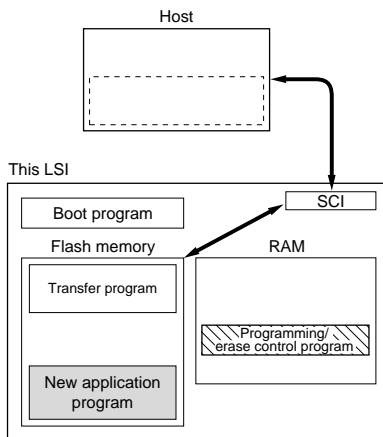 Host
This LSI
SCI
Boot program
Flash memory
RAM
Transfer program
Programming/
erase control program
New application
program